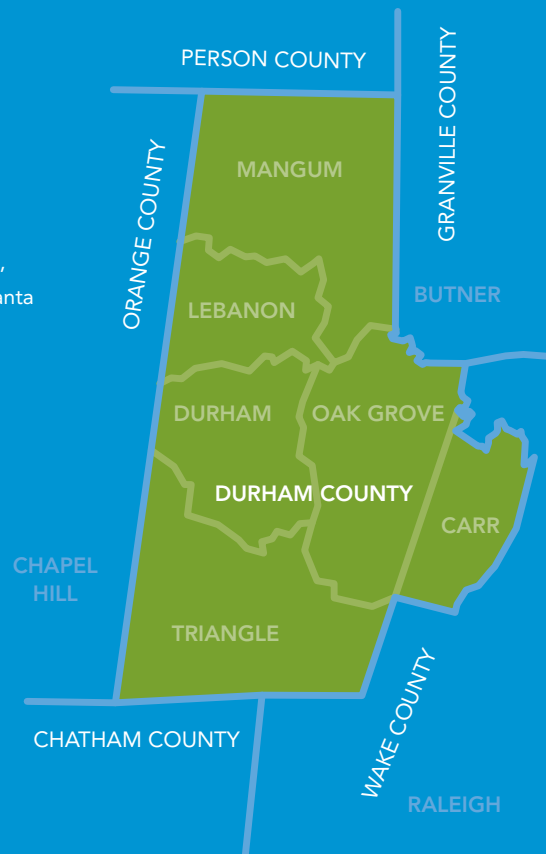 PERSON COUNTY
GRANVILLE COUNTY
MANGUM
ORANGE COUNTY
BUTNER
LEBANON
DURHAM
OAK GROVE
DURHAM COUNTY
CARR
CHAPEL
HILL
TRIANGLE
CHATHAM COUNTY
WAKE COUNTY
RALEIGH